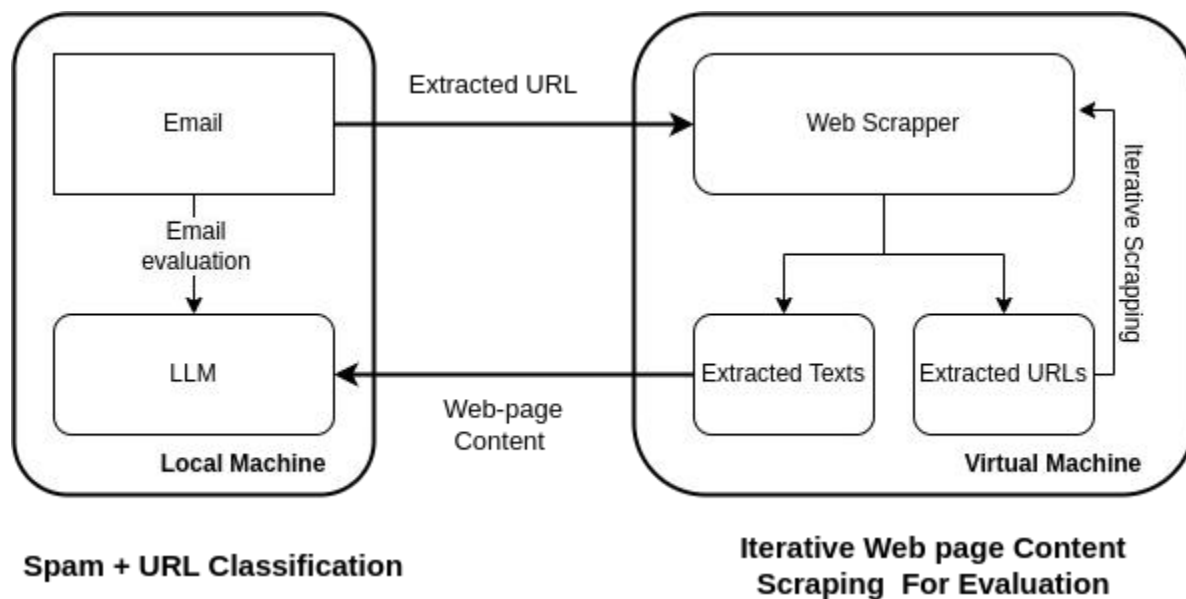 Email
Extracted URL
Web Scrapper
Email
evaluation
Iterative Scrapping
LLM
Extracted Texts
Extracted URLs
Web-page
Content
Local Machine
Virtual Machine
Spam + URL Classification
Iterative Web page Content
Scraping For Evaluation